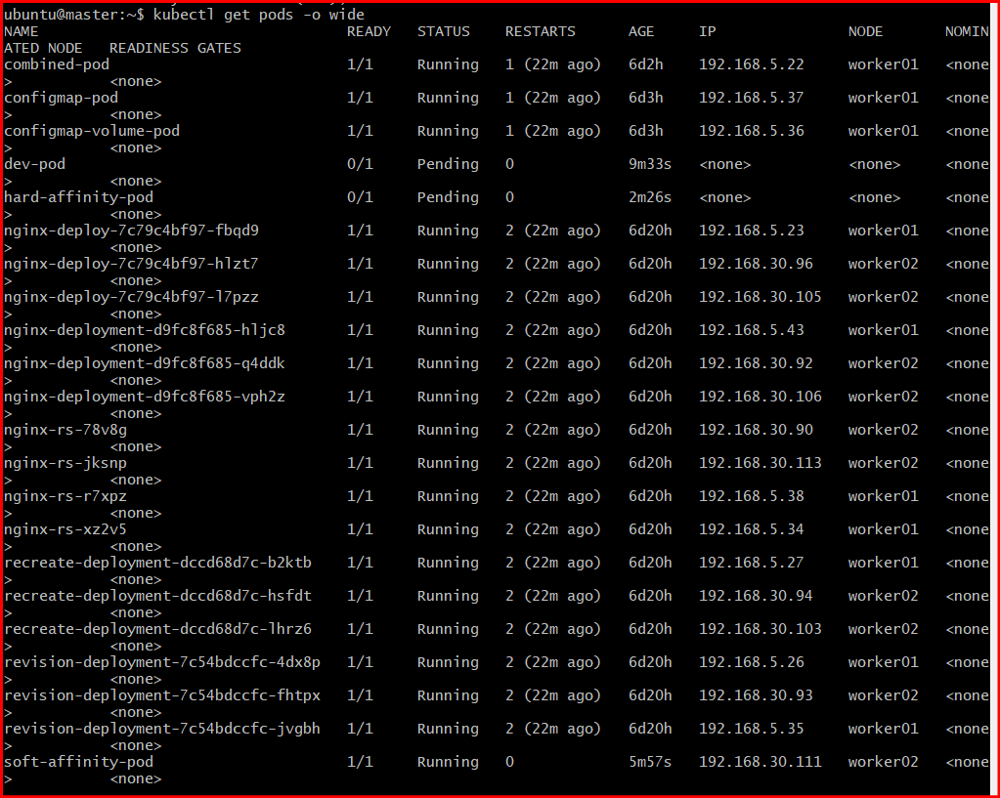 ubuntu@master:~$ kubectl get pods -o wide
NAME                                   READY   STATUS    RESTARTS      AGE     IP               NODE       NOMIN
ATED NODE   READINESS GATES
combined-pod                           1/1     Running   1 (22m ago)   6d2h    192.168.5.22     worker01   <none
>           <none>
configmap-pod                          1/1     Running   1 (22m ago)   6d3h    192.168.5.37     worker01   <none
>           <none>
configmap-volume-pod                   1/1     Running   1 (22m ago)   6d3h    192.168.5.36     worker01   <none
>           <none>
dev-pod                                0/1     Pending   0             9m33s   <none>           <none>     <none
>           <none>
hard-affinity-pod                      0/1     Pending   0             2m26s   <none>           <none>     <none
>           <none>
nginx-deploy-7c79c4bf97-fbqd9          1/1     Running   2 (22m ago)   6d20h   192.168.5.23     worker01   <none
>           <none>
nginx-deploy-7c79c4bf97-hlzt7          1/1     Running   2 (22m ago)   6d20h   192.168.30.96    worker02   <none
>           <none>
nginx-deploy-7c79c4bf97-l7pzz          1/1     Running   2 (22m ago)   6d20h   192.168.30.105   worker02   <none
>           <none>
nginx-deployment-d9fc8f685-hljc8       1/1     Running   2 (22m ago)   6d20h   192.168.5.43     worker01   <none
>           <none>
nginx-deployment-d9fc8f685-q4ddk       1/1     Running   2 (22m ago)   6d20h   192.168.30.92    worker02   <none
>           <none>
nginx-deployment-d9fc8f685-vph2z       1/1     Running   2 (22m ago)   6d20h   192.168.30.106   worker02   <none
>           <none>
nginx-rs-78v8g                         1/1     Running   2 (22m ago)   6d20h   192.168.30.90    worker02   <none
>           <none>
nginx-rs-jksnp                         1/1     Running   2 (22m ago)   6d20h   192.168.30.113   worker02   <none
>           <none>
nginx-rs-r7xpz                         1/1     Running   2 (22m ago)   6d20h   192.168.5.38     worker01   <none
>           <none>
nginx-rs-xz2v5                         1/1     Running   2 (22m ago)   6d20h   192.168.5.34     worker01   <none
>           <none>
recreate-deployment-dccd68d7c-b2ktb    1/1     Running   2 (22m ago)   6d20h   192.168.5.27     worker01   <none
>           <none>
recreate-deployment-dccd68d7c-hsfdt    1/1     Running   2 (22m ago)   6d20h   192.168.30.94    worker02   <none
>           <none>
recreate-deployment-dccd68d7c-lhrz6    1/1     Running   2 (22m ago)   6d20h   192.168.30.103   worker02   <none
>           <none>
revision-deployment-7c54bdccfc-4dx8p   1/1     Running   2 (22m ago)   6d20h   192.168.5.26     worker01   <none
>           <none>
revision-deployment-7c54bdccfc-fhtpx   1/1     Running   2 (22m ago)   6d20h   192.168.30.93    worker02   <none
>           <none>
revision-deployment-7c54bdccfc-jvgbh   1/1     Running   2 (22m ago)   6d20h   192.168.5.35     worker01   <none
>           <none>
soft-affinity-pod                      1/1     Running   0             5m57s   192.168.30.111   worker02   <none
>           <none>